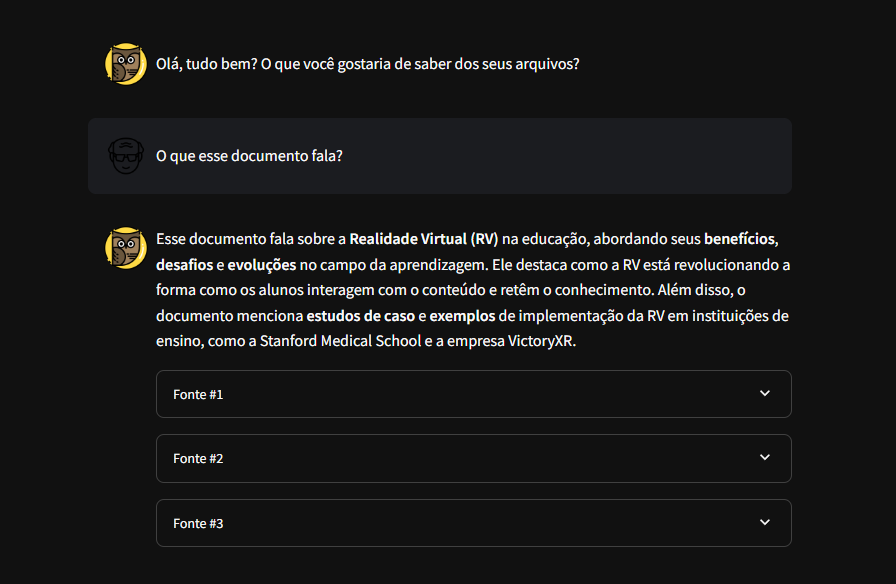 Olá, tudo bem? O que você gostaria de saber dos seus arquivos?
O que esse documento fala?
Esse documento fala sobre a Realidade Virtual (RV) na educação, abordando seus benefícios,
desafios e evoluções no campo da aprendizagem. Ele destaca como a RV está revolucionando a
forma como os alunos interagem com o conteúdo e retêm o conhecimento. Além disso, o
documento menciona estudos de caso e exemplos de implementação da RV em instituições de
ensino, como a Stanford Medical School e a empresa VictoryXR.
Fonte #1
Fonte #2
Fonte #3